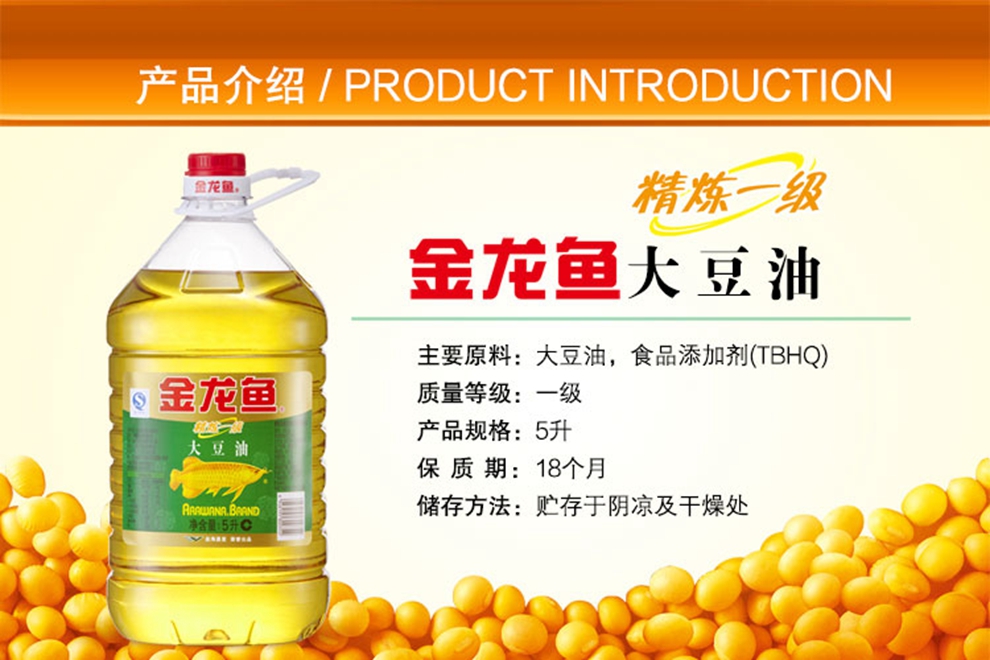 产品介绍 / PRODUCT INTRODUCTION
精炼一级
金龙鱼大豆油
主要原料：大豆油，食品添加剂(TBHQ)
质量等级：一级
产品规格：5升
保 质 期：18个月
储存方法：贮存于阴凉及干燥处
金龙鱼
金龙鱼
精炼一级
大豆油
ARAWANA BRAND
净含量:5升